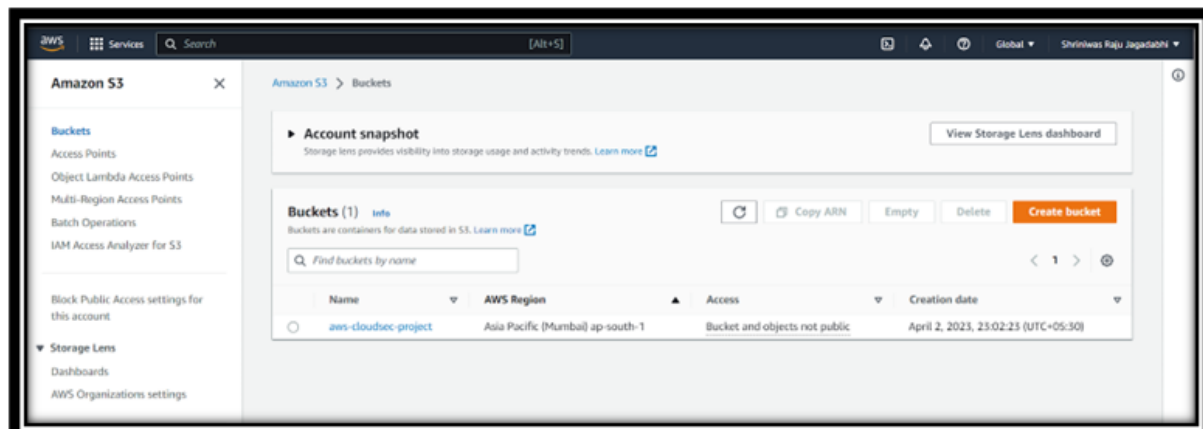 aws Services Search [Alt+S] Global Shriniwas Raju Jagadabhi
Amazon S3
Buckets
Access Points
Object Lambda Access Points
Multi-Region Access Points
Batch Operations
IAM Access Analyzer for S3
Block Public Access settings for
this account
Storage Lens
Dashboards
AWS Organizations settings
Amazon S3 > Buckets
Account snapshot
Storage lens provides visibility into storage usage and activity trends. Learn more
View Storage Lens dashboard
Buckets (1) Info
Buckets are containers for data stored in S3. Learn more
Copy ARN Empty Delete Create bucket
Find buckets by name
< 1 >
Name AWS Region Access Creation date
aws-cloudsec-project Asia Pacific (Mumbai) ap-south-1 Bucket and objects not public April 2, 2023, 23:02:23 (UTC+05:30)